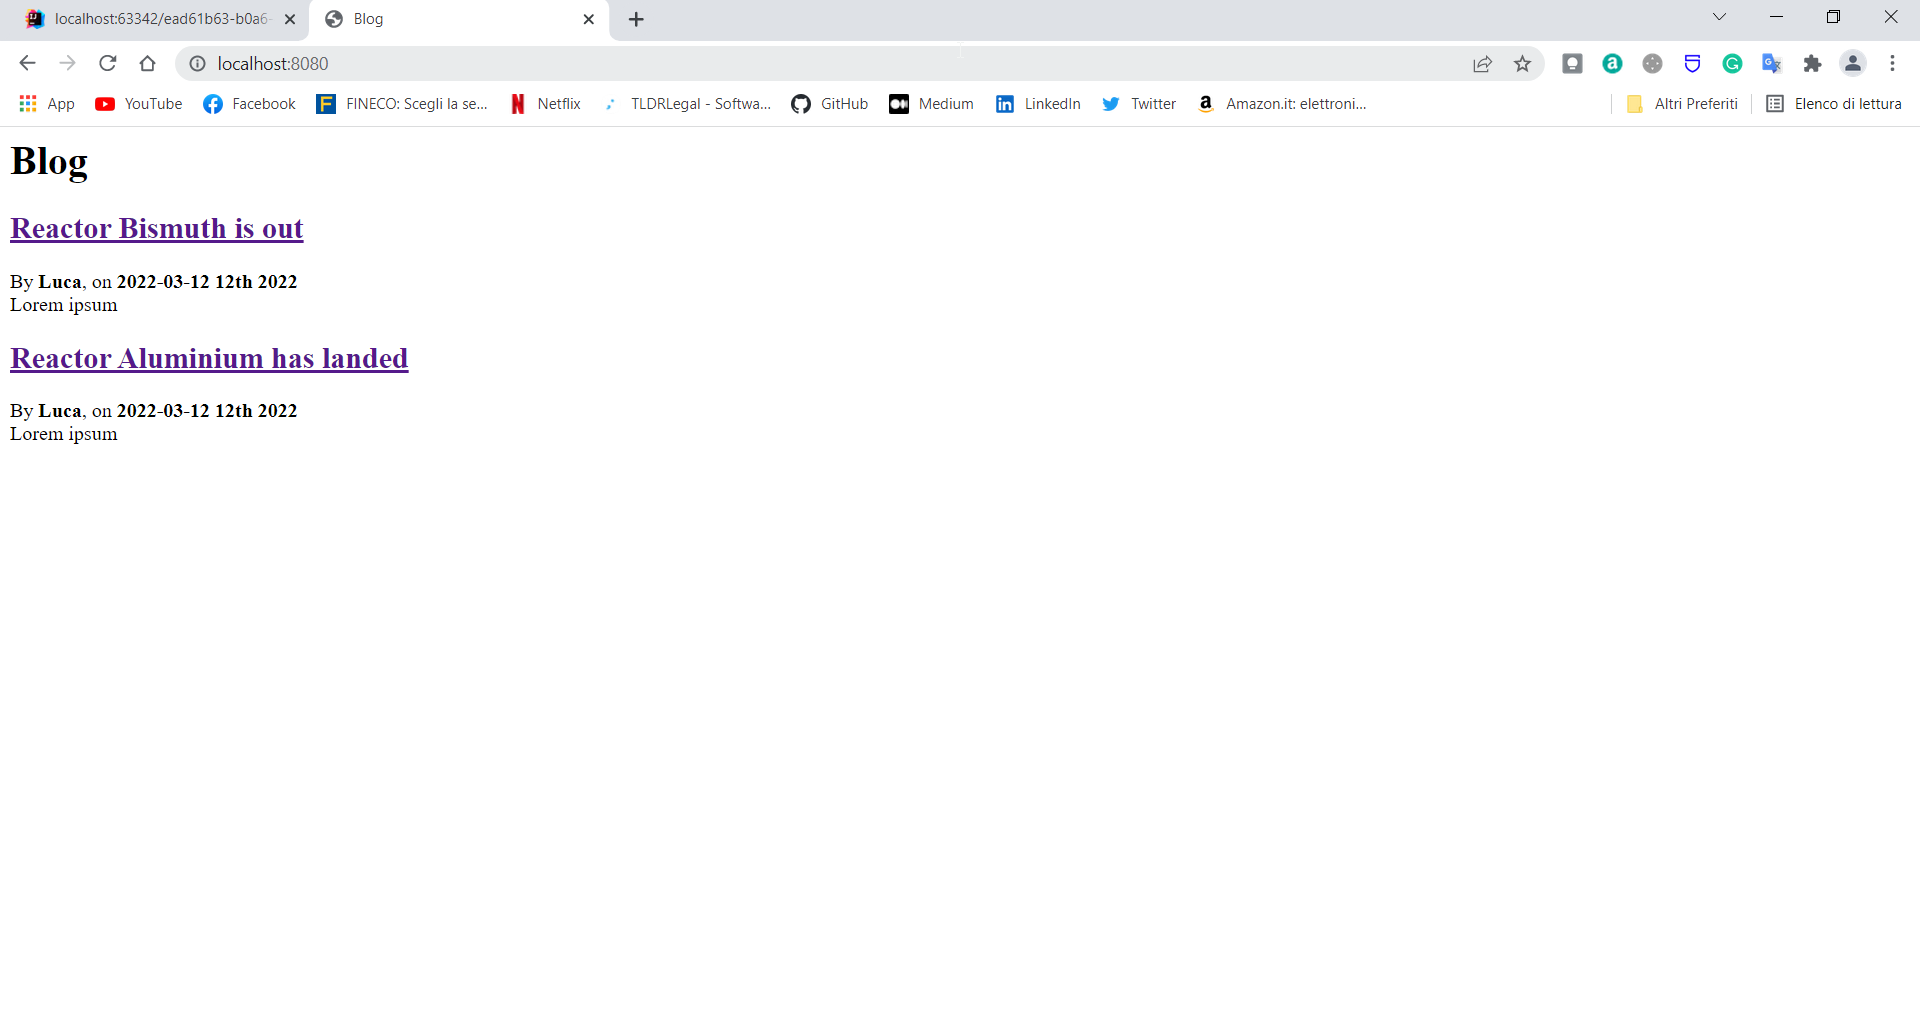 localhost:63342/ead61b63-b0a6-
Blog
localhost:8080
App YouTube Facebook FINECO: Scegli la se... Netflix TLDRLegal - Softwa... GitHub Medium LinkedIn Twitter Amazon.it: elettroni... Altri Preferiti Elenco di lettura
Blog
Reactor Bismuth is out
By Luca, on 2022-03-12 12th 2022
Lorem ipsum
Reactor Aluminium has landed
By Luca, on 2022-03-12 12th 2022
Lorem ipsum